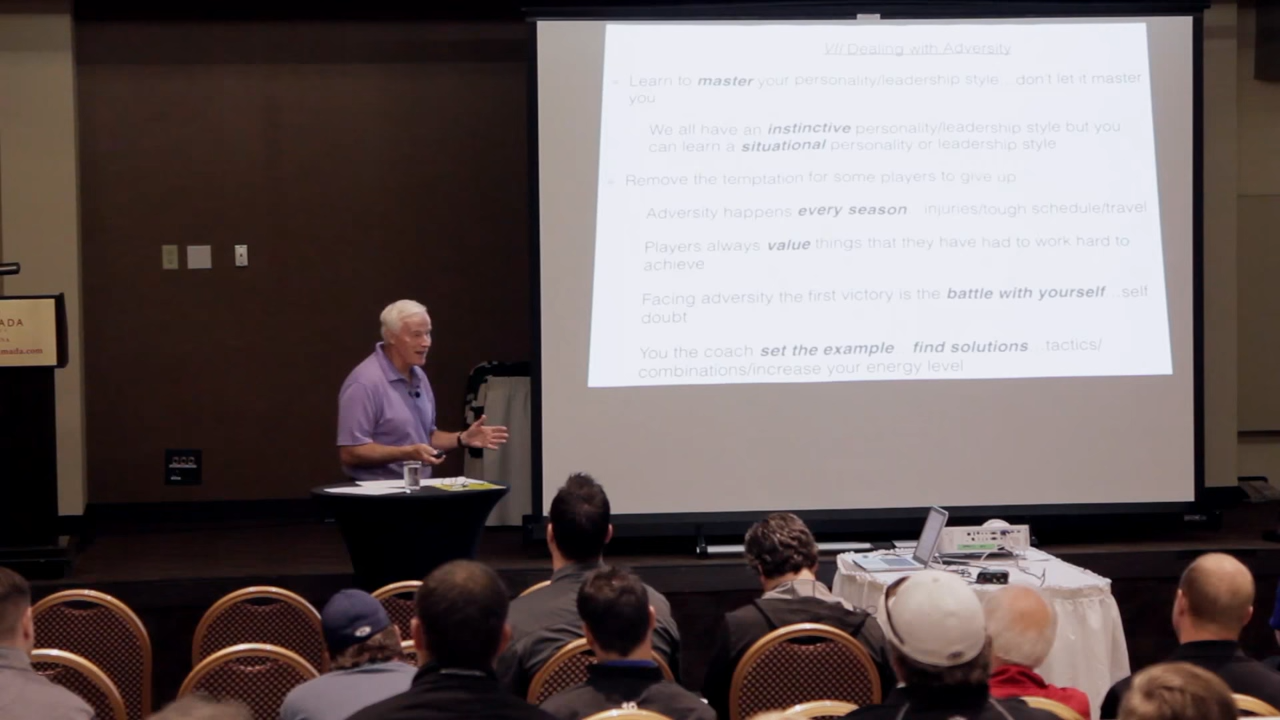 VII Dealing with Adversity
Learn to master your personality/leadership style...don't let it master
you
We all have an instinctive personality/leadership style but you
can learn a situational personality or leadership style
Remove the temptation for some players to give up
Adversity happens every season...injuries/tough schedule/travel
Players always value things that they have had to work hard to
achieve
Facing adversity the first victory is the battle with yourself...self
doubt
You the coach set the example...find solutions...tactics/
combinations/increase your energy level
ADA
mada.com